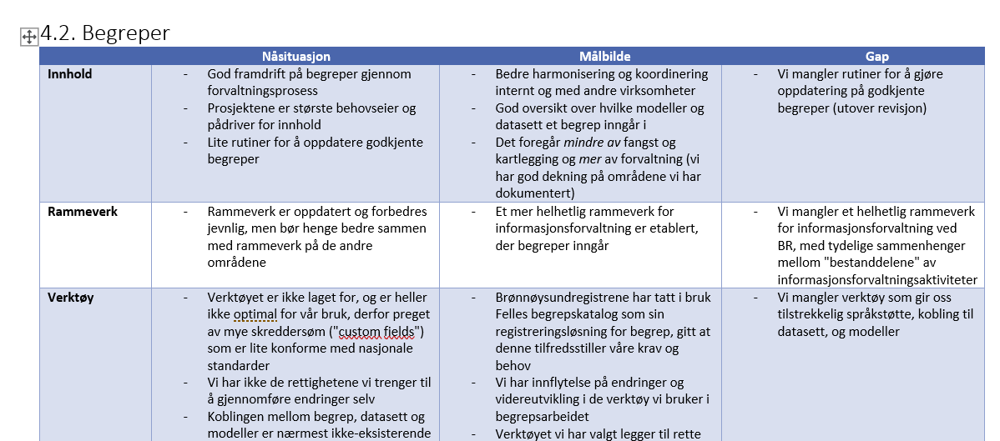 4.2. Begreper
Nåsituasjon Målbilde Gap
Innhold
- God framdrift på begreper gjennom
forvaltningsprosess
- Prosjektene er største behovseier og
pådriver for innhold
- Lite rutiner for å oppdatere godkjente
begreper
- Bedre harmonisering og koordinering
internt og med andre virksomheter
- God oversikt over hvilke modeller og
datasett et begrep inngår i
- Det foregår mindre av fangst og
kartlegging og mer av forvaltning (vi
har god dekning på områdene vi har
dokumentert)
- Vi mangler rutiner for å gjøre
oppdatering på godkjente
begreper (utover revisjon)
Rammeverk
- Rammeverk er oppdatert og forbedres
jevnlig, men bør henge bedre sammen
med rammeverk på de andre
områdene
- Et mer helhetlig rammeverk for
informasjonsforvaltning er etablert,
der begreper inngår
- Vi mangler et helhetlig rammeverk
for informasjonsforvaltning ved
BR, med tydelige sammenhenger
mellom "bestanddelene" av
informasjonsforvaltningsaktiviteter
Verktøy
- Verktøyet er ikke laget for, og er heller
ikke optimal for vår bruk, derfor preget
av mye skreddersøm ("custom fields")
som er lite konforme med nasjonale
standarder
- Vi har ikke de rettighetene vi trenger til
å gjennomføre endringer selv
- Koblingen mellom begrep, datasett og
modeller er nærmest ikke-eksisterende
- Brønnøysundregistrene har tatt i bruk
Felles begrepskatalog som sin
registreringsløsning for begrep, gitt at
denne tilfredsstiller våre krav og
behov
- Vi har innflytelse på endringer og
videreutvikling i de verktøy vi bruker i
begrepsarbeidet
- Verktøyet vi har valgt legger til rette
- Vi mangler verktøy som gir oss
tilstrekkelig språkstøtte, kobling til
datasett, og modeller